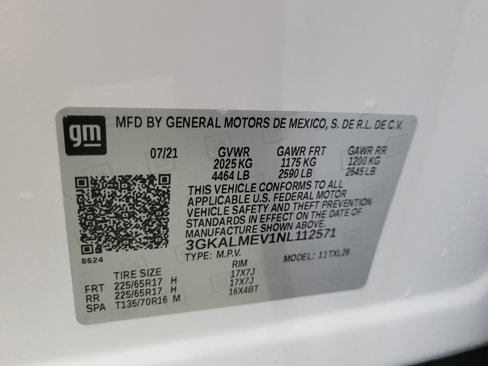 gm MFD BY GENERAL MOTORS DE MEXICO, S. DE R.L. DE C.V.
07/21 GVWR GAWR FRT GAWR RR
2025 KG 1175 KG 1200 KG
4464 LB 2590 LB 2645 LB
THIS VEHICLE CONFORMS TO ALL
APPLICABLE U.S. FEDERAL MOTOR
VEHICLE SAFETY AND THEFT PREVENTION
STANDARDS IN EFFECT ON THE DATE OF
MANUFACTURE SHOWN ABOVE.
3GKALMEV1NL112571
8624
TYPE: M.P.V. MODEL: 11TXL26
TIRE SIZE RIM
FRT 225/65R17 H 17X7J
RR 225/65R17 H 17X7J
SPA T135/70R16 M 16X4BT